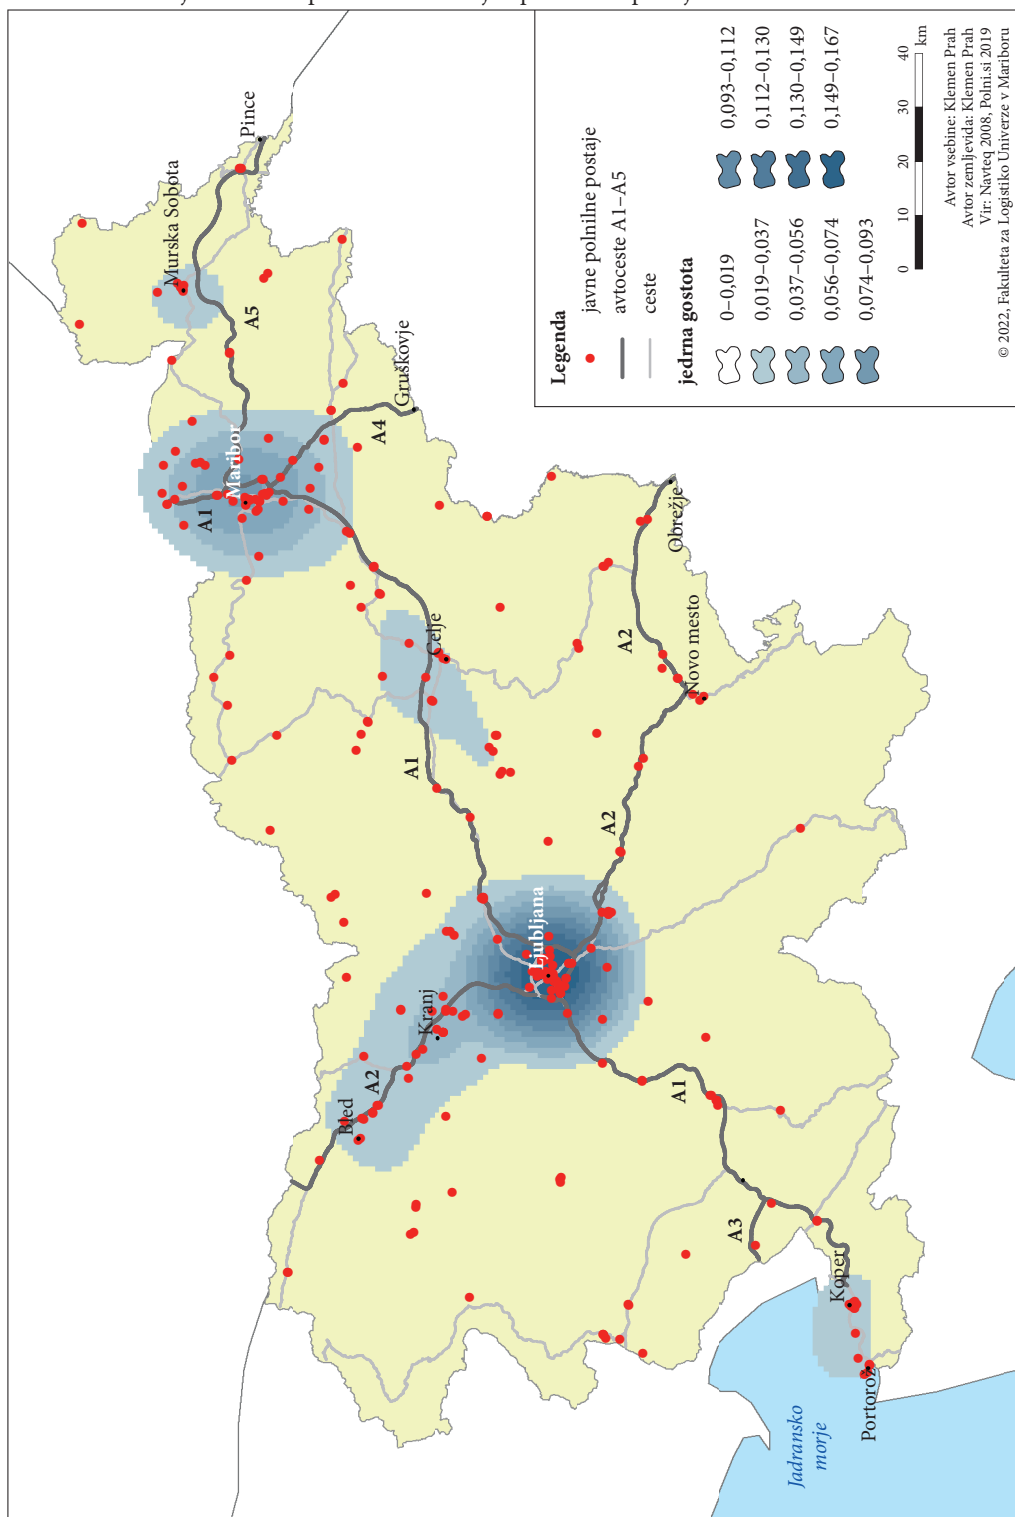 Murska Sobota
Pince
A5
Maribor
A1
A4
Gruškovje
Celje
A1
A2
Obrežje
Novo mesto
A2
Ljubljana
Kranj
A2
Bled
A1
A3
Koper
Portorož
Jadransko
morje
Legenda
javne polnilne postaje
avtoceste A1–A5
ceste
jedrna gostota
0–0,019
0,019–0,037
0,037–0,056
0,056–0,074
0,074–0,093
0,093–0,112
0,112–0,130
0,130–0,149
0,149–0,167
0 10 20 30 40
km
Avtor vsebine: Klemen Prah
Avtor zemljevida: Klemen Prah
Vir: Navteq 2008, Polni.si 2019
© 2022, Fakulteta za Logistiko Univerze v Mariboru